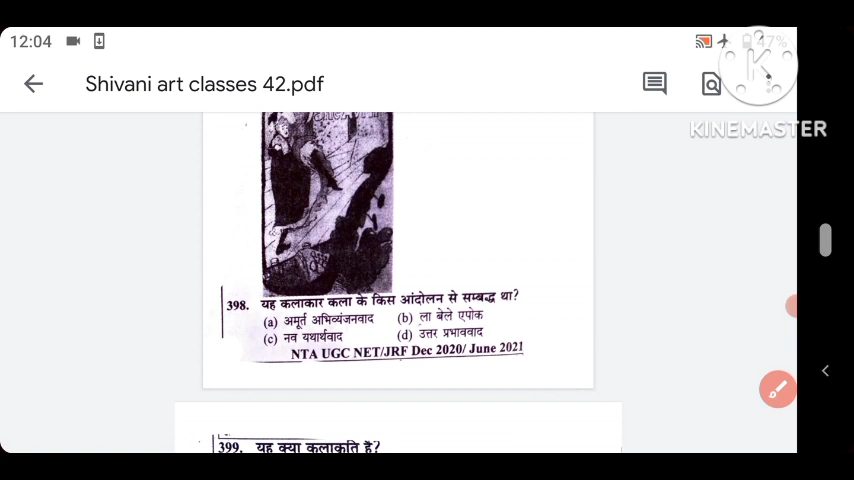 12:04
47%
Shivani art classes 42.pdf
KINEMASTER
398. यह कलाकार कला के किस आंदोलन से सम्बद्ध था?
(a) अमूर्त अभिव्यंजनवाद (b) ला बेले एपोक
(c) नव यथार्थवाद (d) उत्तर प्रभाववाद
NTA UGC NET/JRF Dec 2020/ June 2021
399. यह क्या कलाकृति है?